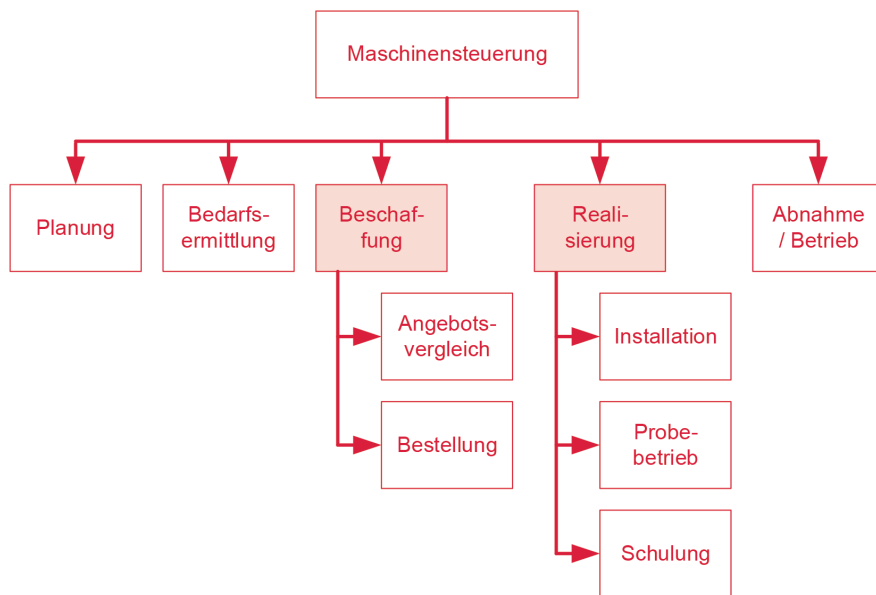 Maschinensteuerung
Planung
Bedarfs-
ermittlung
Beschaf-
fung
Reali-
sierung
Abnahme
/ Betrieb
Angebots-
vergleich
Installation
Bestellung
Probe-
betrieb
Schulung